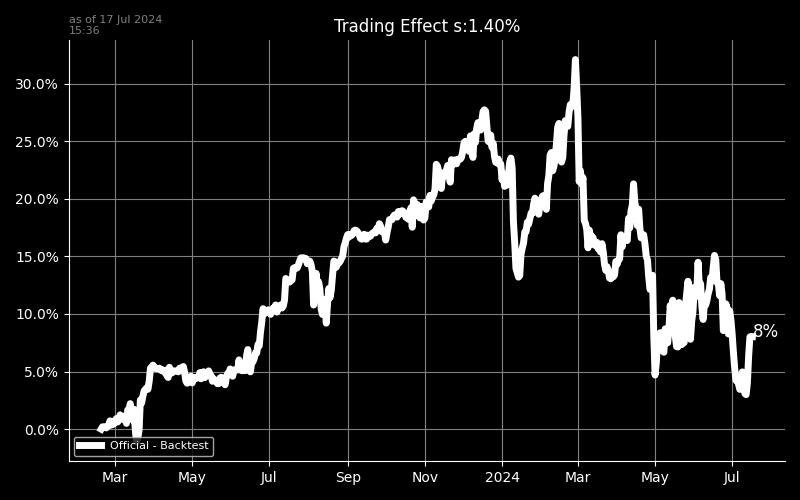 as of 17 Jul 2024
15:36
Trading Effect s:1.40%
30.0%
25.0%
20.0%
15.0%
10.0%
5.0%
0.0%
8%
Official - Backtest
Mar May Jul Sep Nov 2024 Mar May Jul